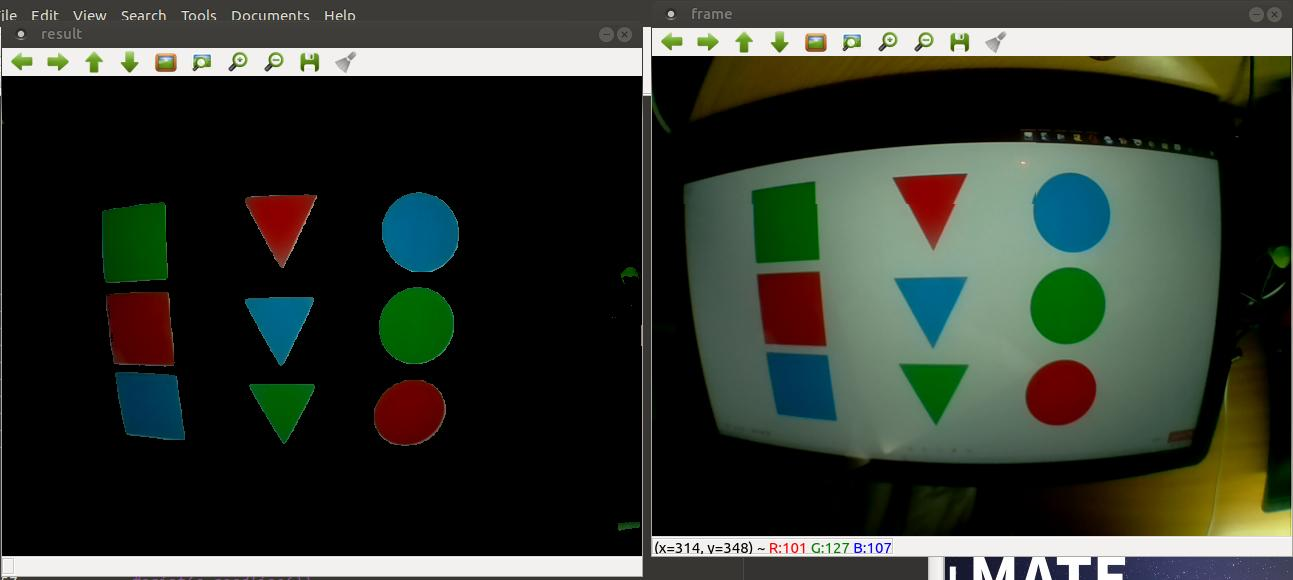 ile Edit View Search Tools Documents Help
result
frame
(x=314, y=348) ~ R:101 G:127 B:107
MATE